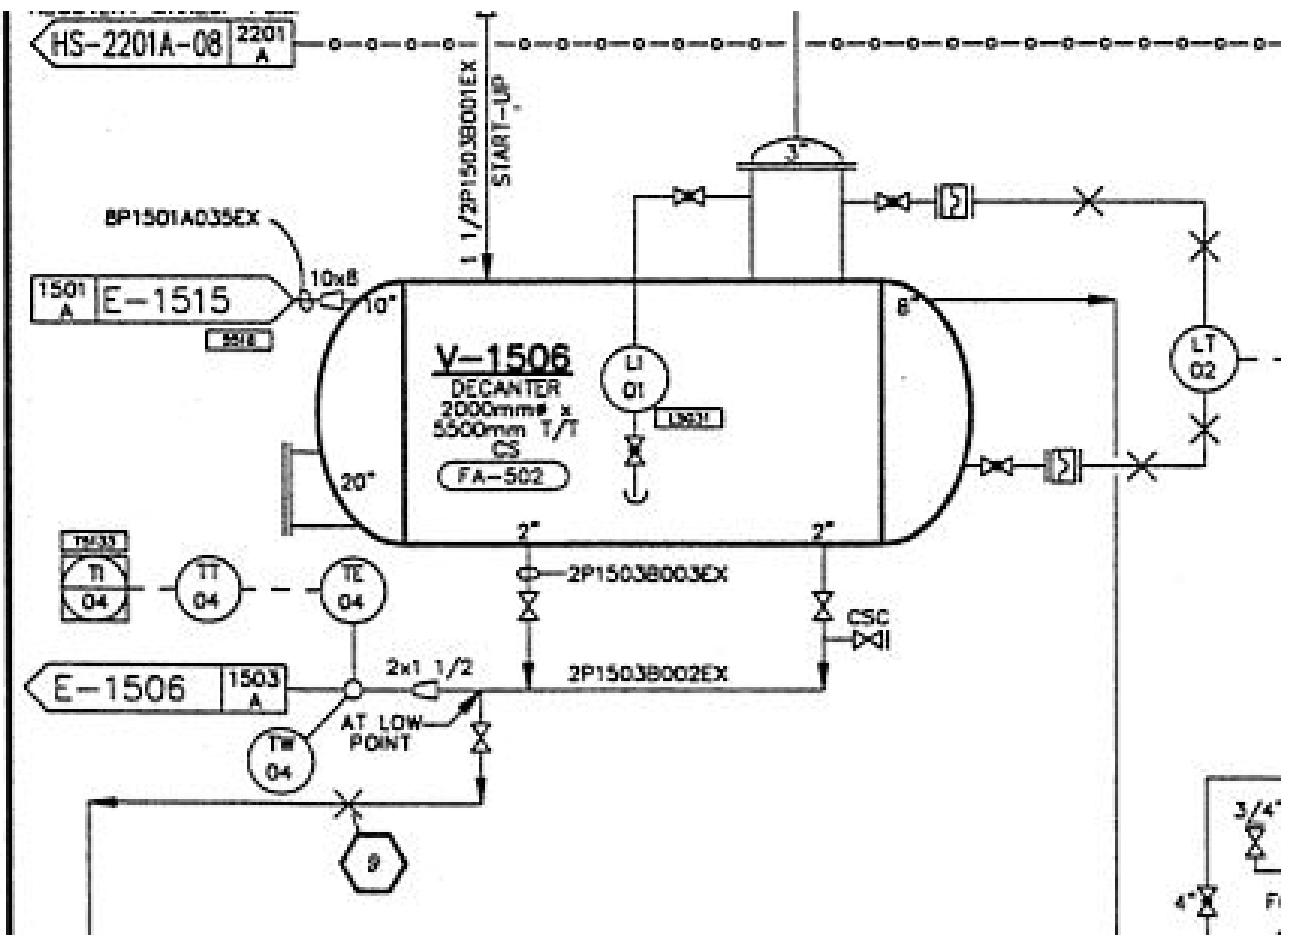 HS-2201A-08
2201
A
1 1/2P1503B001EX
START-UP
3"
8P1501A035EX
10x8
1501
A
E-1515
10"
8"
V-1506
DECANTER
2000mmø x
5500mm T/T
CS
FA-502
LI
01
LT
02
20"
2"
2"
TI
04
TT
04
TE
04
2P1503B003EX
CSC
E-1506
1503
A
2x1 1/2
2P1503B002EX
AT LOW
POINT
TW
04
9
3/4"
4"